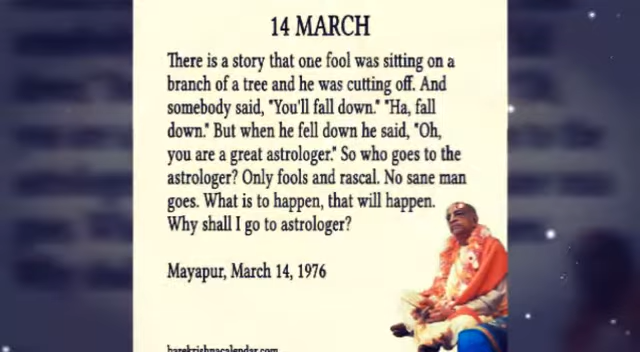 14 MARCH
There is a story that one fool was sitting on a
branch of a tree and he was cutting off. And
somebody said, "You'll fall down." "Ha, fall
down." But when he fell down he said, "Oh,
you are a great astrologer." So who goes to the
astrologer? Only fools and rascal. No sane man
goes. What is to happen, that will happen.
Why shall I go to astrologer?
Mayapur, March 14, 1976
harekrishnacalendar.com